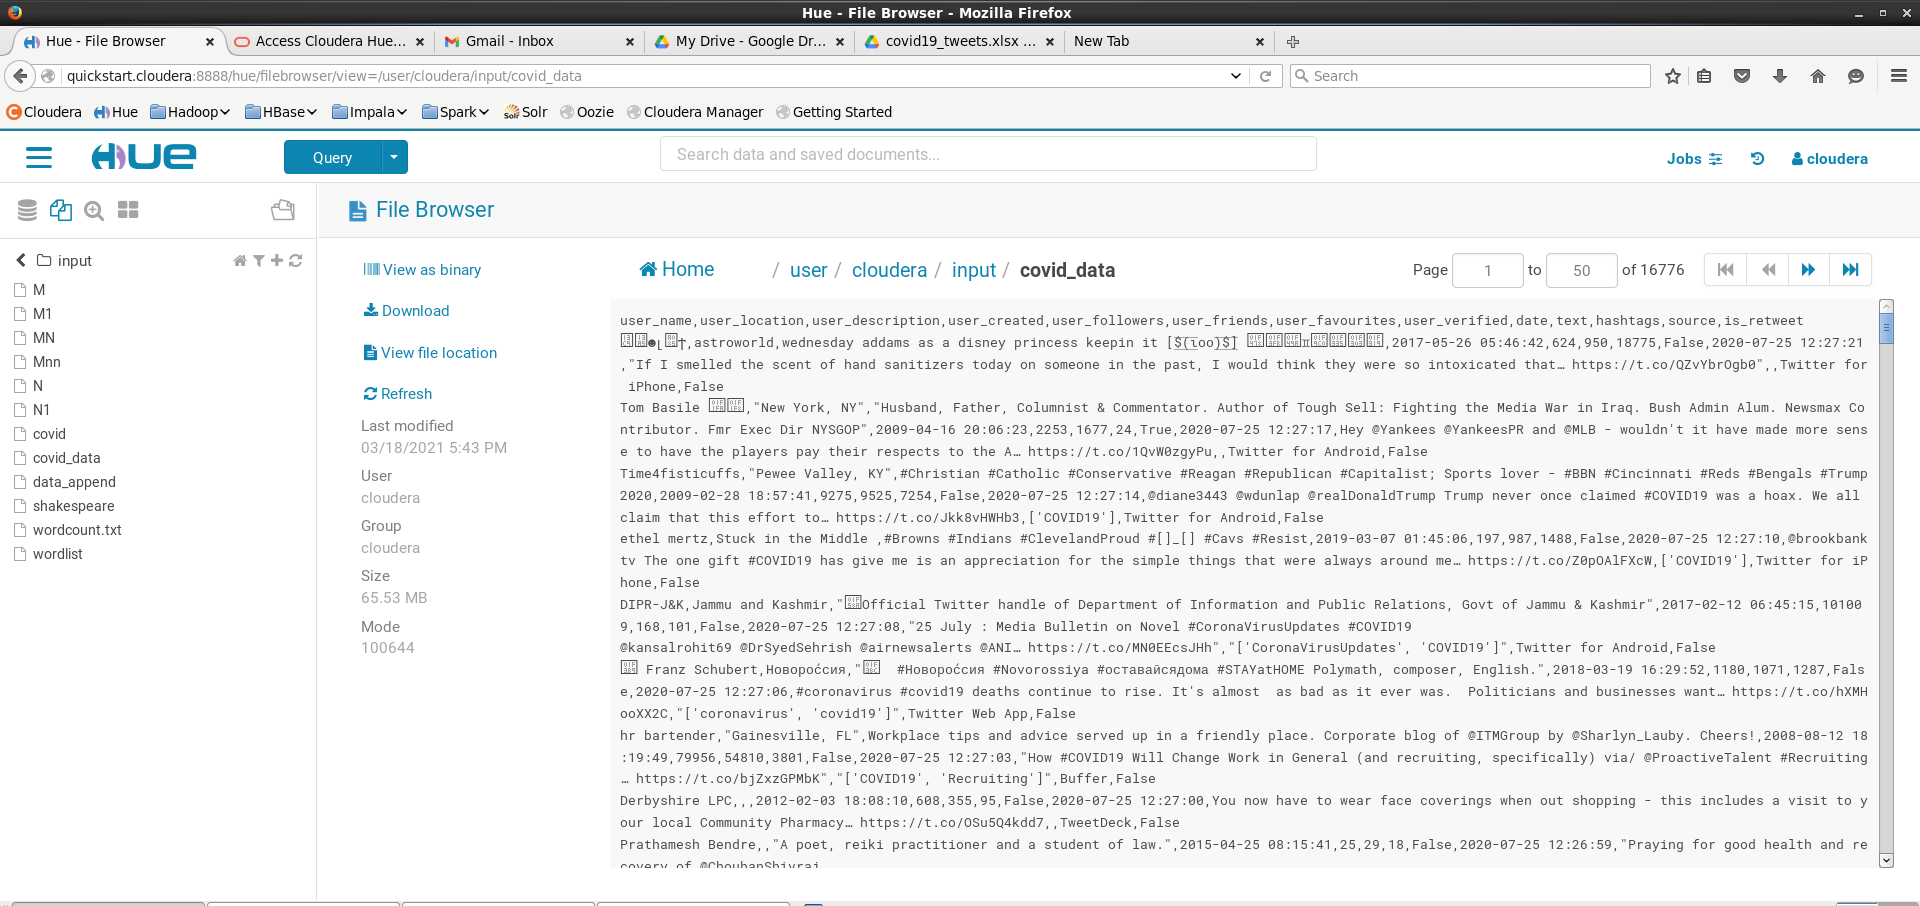 Hue - File Browser - Mozilla Firefox
Hue - File Browser
Access Cloudera Hue...
Gmail - Inbox
My Drive - Google Dr...
covid19_tweets.xlsx ...
New Tab
quickstart.cloudera:8888/hue/filebrowser/view=/user/cloudera/input/covid_data
Search
Cloudera Hue Hadoop HBase Impala Spark Solr Oozie Cloudera Manager Getting Started
HUE
Query
Search data and saved documents...
Jobs
cloudera
File Browser
input
M
M1
MN
Mnn
N
N1
covid
covid_data
data_append
shakespeare
wordcount.txt
wordlist
View as binary
Download
View file location
Refresh
Last modified
03/18/2021 5:43 PM
User
cloudera
Group
cloudera
Size
65.53 MB
Mode
100644
Home / user / cloudera / input / covid_data
Page 1 to 50 of 16776
user_name,user_location,user_description,user_created,user_followers,user_friends,user_favourites,user_verified,date,text,hashtags,source,is_retweet
,astroworld,wednesday addams as a disney princess keepin it ,2017-05-26 05:46:42,624,950,18775,False,2020-07-25 12:27:21
,"If I smelled the scent of hand sanitizers today on someone in the past, I would think they were so intoxicated that… https://t.co/QZvYbrOgb0",,Twitter for
iPhone,False
Tom Basile ,"New York, NY","Husband, Father, Columnist & Commentator. Author of Tough Sell: Fighting the Media War in Iraq. Bush Admin Alum. Newsmax Co
ntributor. Fmr Exec Dir NYSGOP",2009-04-16 20:06:23,2253,1677,24,True,2020-07-25 12:27:17,Hey @Yankees @YankeesPR and @MLB - wouldn't it have made more sens
e to have the players pay their respects to the A… https://t.co/1QvW0zgyPu,,Twitter for Android,False
Time4fisticuffs,"Pewee Valley, KY",#Christian #Catholic #Conservative #Reagan #Republican #Capitalist; Sports lover - #BBN #Cincinnati #Reds #Bengals #Trump
2020,2009-02-28 18:57:41,9275,9525,7254,False,2020-07-25 12:27:14,@diane3443 @wdunlap @realDonaldTrump Trump never once claimed #COVID19 was a hoax. We all
claim that this effort to… https://t.co/Jkk8vHWHb3,['COVID19'],Twitter for Android,False
ethel mertz,Stuck in the Middle ,#Browns #Indians #ClevelandProud #[]_[] #Cavs #Resist,2019-03-07 01:45:06,197,987,1488,False,2020-07-25 12:27:10,@brookbank
tv The one gift #COVID19 has give me is an appreciation for the simple things that were always around me… https://t.co/Z0pOAlFXcW,['COVID19'],Twitter for iP
hone,False
DIPR-J&K,Jammu and Kashmir,"Official Twitter handle of Department of Information and Public Relations, Govt of Jammu & Kashmir",2017-02-12 06:45:15,10100
9,168,101,False,2020-07-25 12:27:08,"25 July : Media Bulletin on Novel #CoronaVirusUpdates #COVID19
@kansalrohit69 @DrSyedSehrish @airnewsalerts @ANI… https://t.co/MN0EEcsJHh","['CoronaVirusUpdates', 'COVID19']",Twitter for Android,False
Franz Schubert,Новоро́ссия," #Новоро́ссия #Novorossiya #оставайсядома #STAYatHOME Polymath, composer, English.",2018-03-19 16:29:52,1180,1071,1287,Fals
e,2020-07-25 12:27:06,#coronavirus #covid19 deaths continue to rise. It's almost  as bad as it ever was.  Politicians and businesses want… https://t.co/hXMH
ooXX2C,"['coronavirus', 'covid19']",Twitter Web App,False
hr bartender,"Gainesville, FL",Workplace tips and advice served up in a friendly place. Corporate blog of @ITMGroup by @Sharlyn_Lauby. Cheers!,2008-08-12 18
:19:49,79956,54810,3801,False,2020-07-25 12:27:03,"How #COVID19 Will Change Work in General (and recruiting, specifically) via/ @ProactiveTalent #Recruiting
… https://t.co/bjZxzGPMbK","['COVID19', 'Recruiting']",Buffer,False
Derbyshire LPC,,,2012-02-03 18:08:10,608,355,95,False,2020-07-25 12:27:00,You now have to wear face coverings when out shopping - this includes a visit to y
our local Community Pharmacy… https://t.co/OSu5Q4kdd7,,TweetDeck,False
Prathamesh Bendre,,"A poet, reiki practitioner and a student of law.",2015-04-25 08:15:41,25,29,18,False,2020-07-25 12:26:59,"Praying for good health and re
covery of @ChouhanShivraj